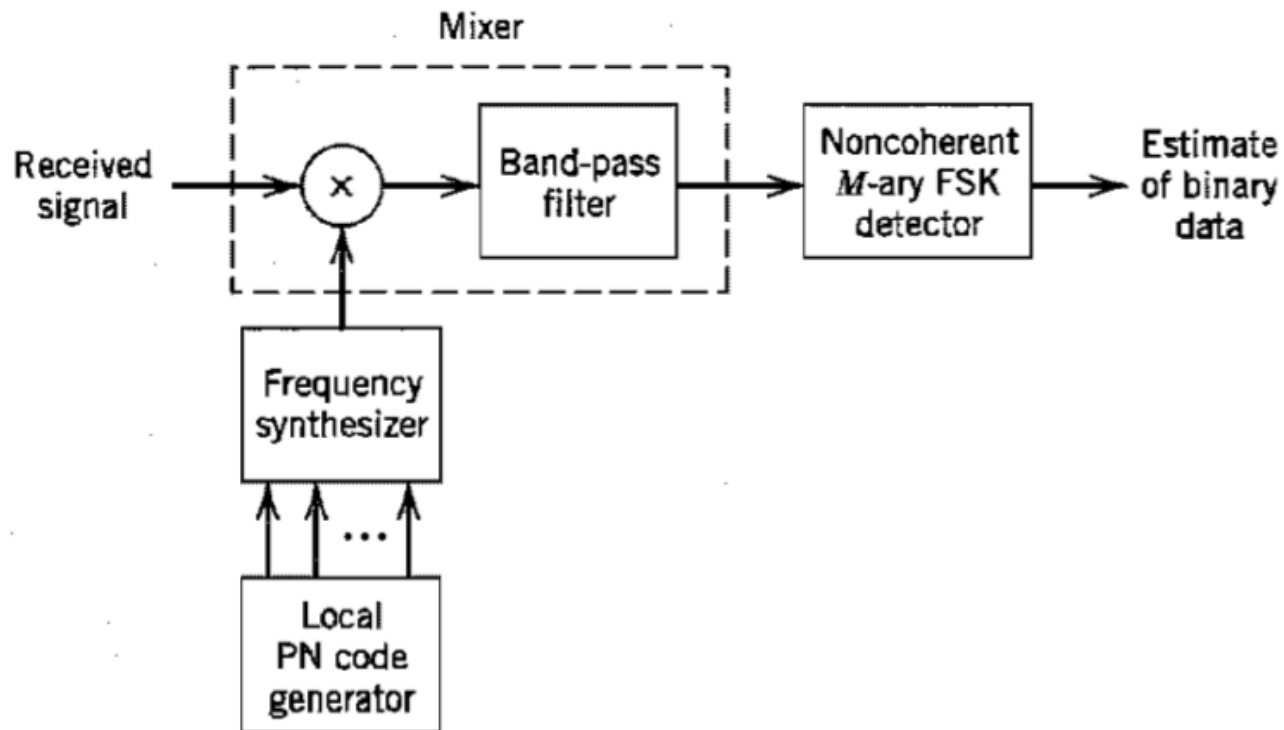 Mixer
Received
signal
×
Band-pass
filter
Noncoherent
M-ary FSK
detector
Estimate
of binary
data
Frequency
synthesizer
...
Local
PN code
generator